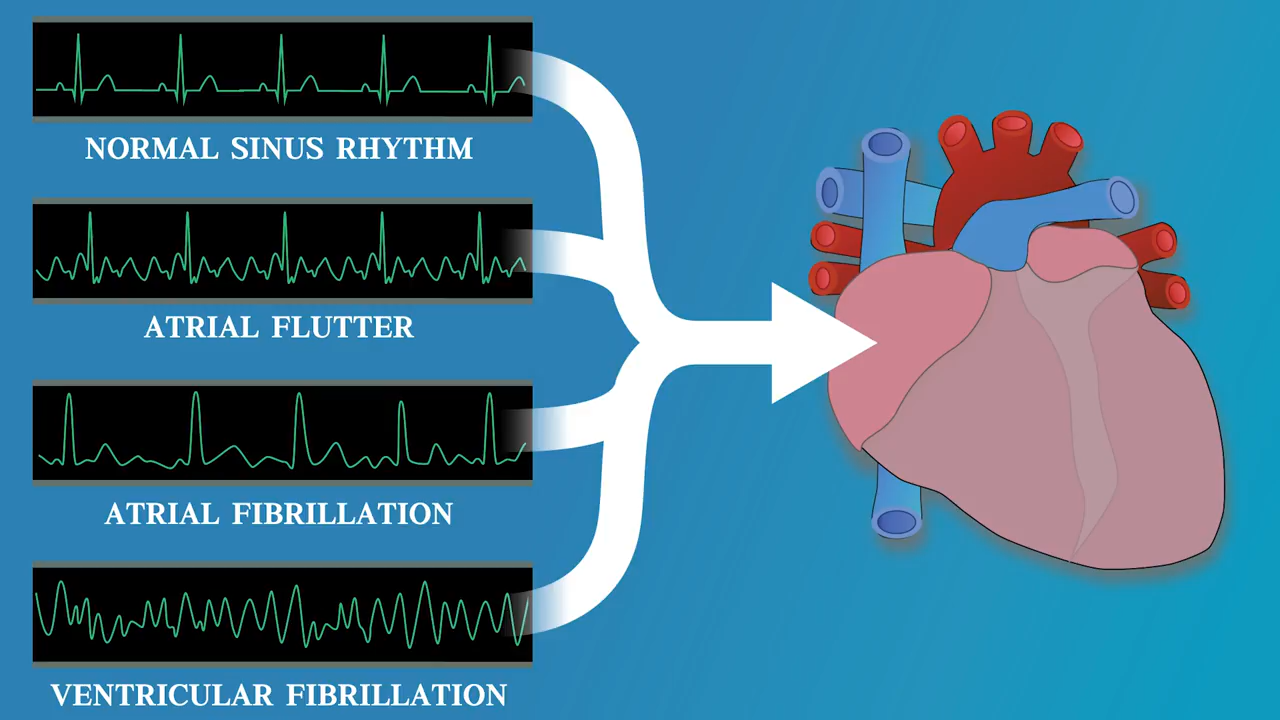 NORMAL SINUS RHYTHM
ATRIAL FLUTTER
ATRIAL FIBRILLATION
VENTRICULAR FIBRILLATION